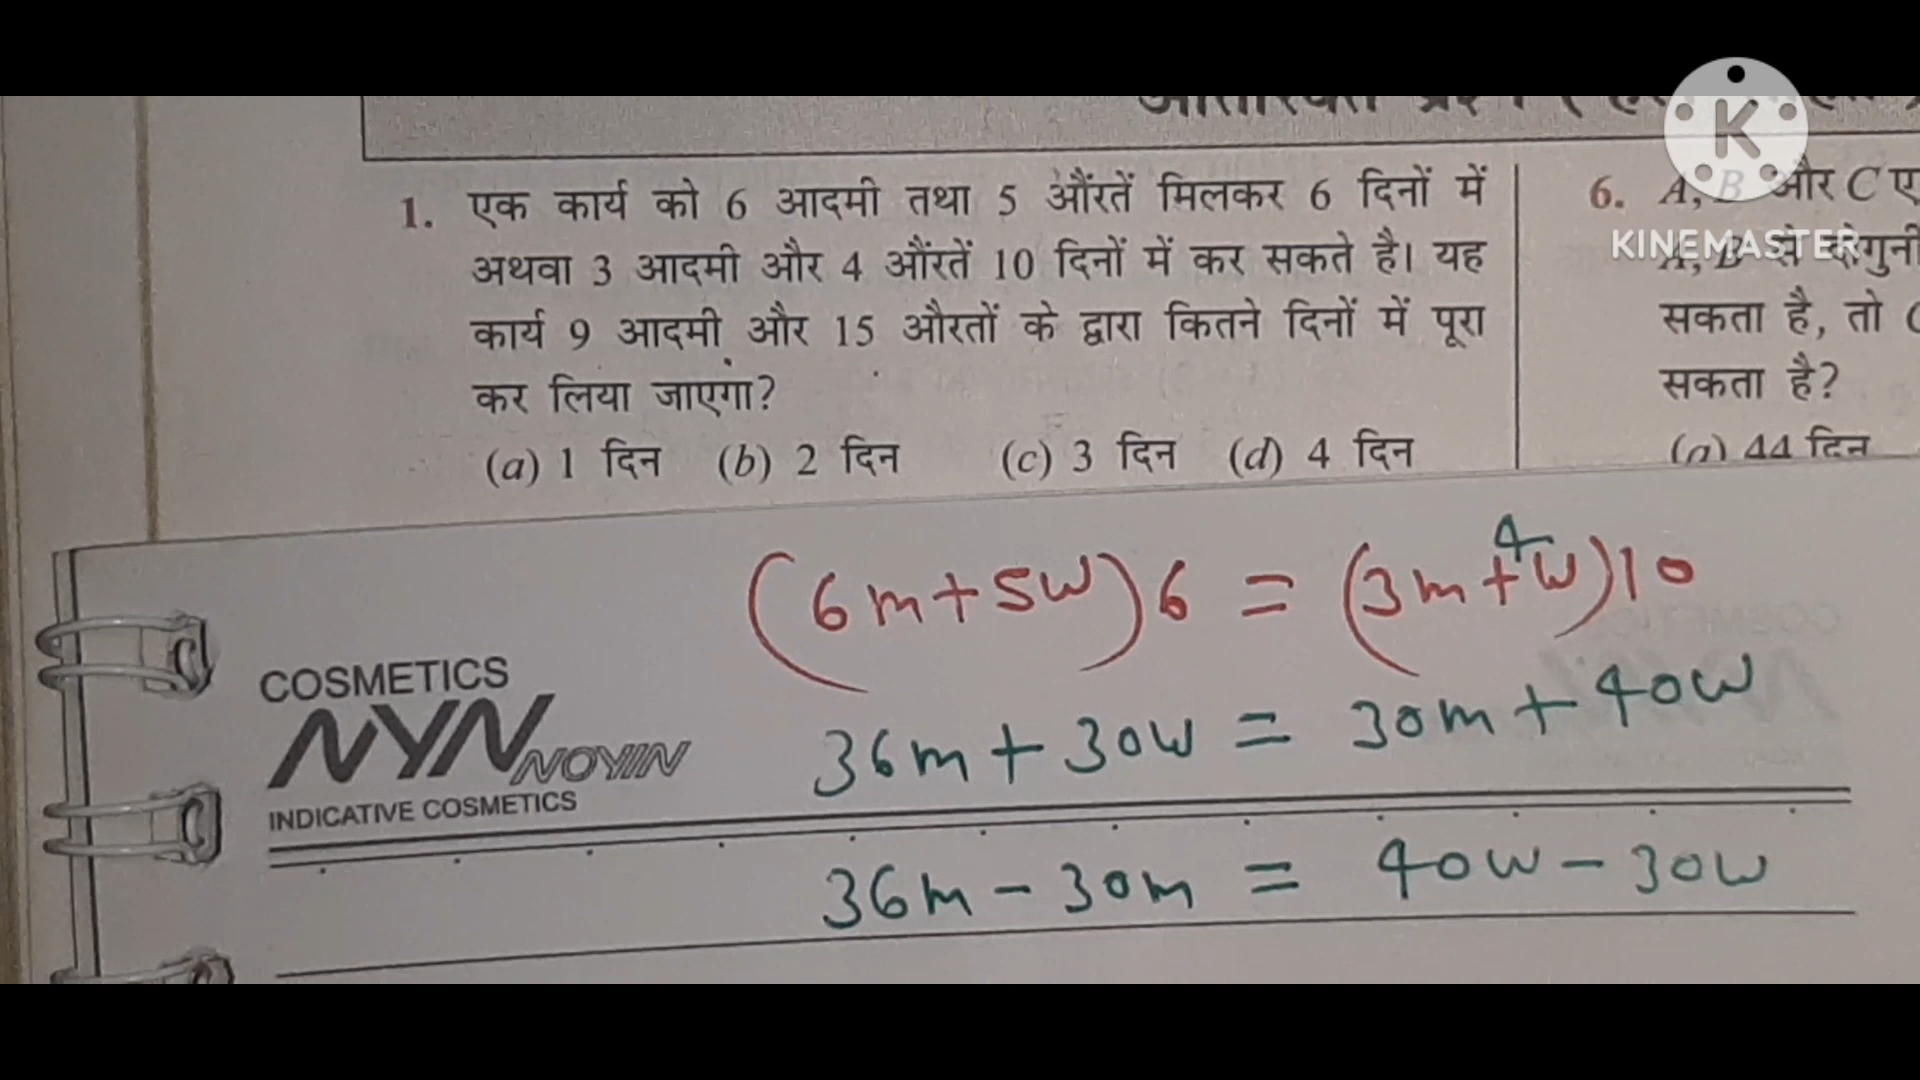 KINEMASTER
1. एक कार्य को 6 आदमी तथा 5 औंरतें मिलकर 6 दिनों में
अथवा 3 आदमी और 4 औंरतें 10 दिनों में कर सकते है। यह
कार्य 9 आदमी और 15 औरतों के द्वारा कितने दिनों में पूरा
कर लिया जाएगा?
(a) 1 दिन (b) 2 दिन (c) 3 दिन (d) 4 दिन
6. A, B और C
A, B से दोगुनी
सकता है, तो
सकता है?
(a) 44 दिन
(6m+5w)6 = (3m+4w)10
36m+30w = 30m+40w
36m-30m = 40w-30w
COSMETICS
NYN NOYIN
INDICATIVE COSMETICS